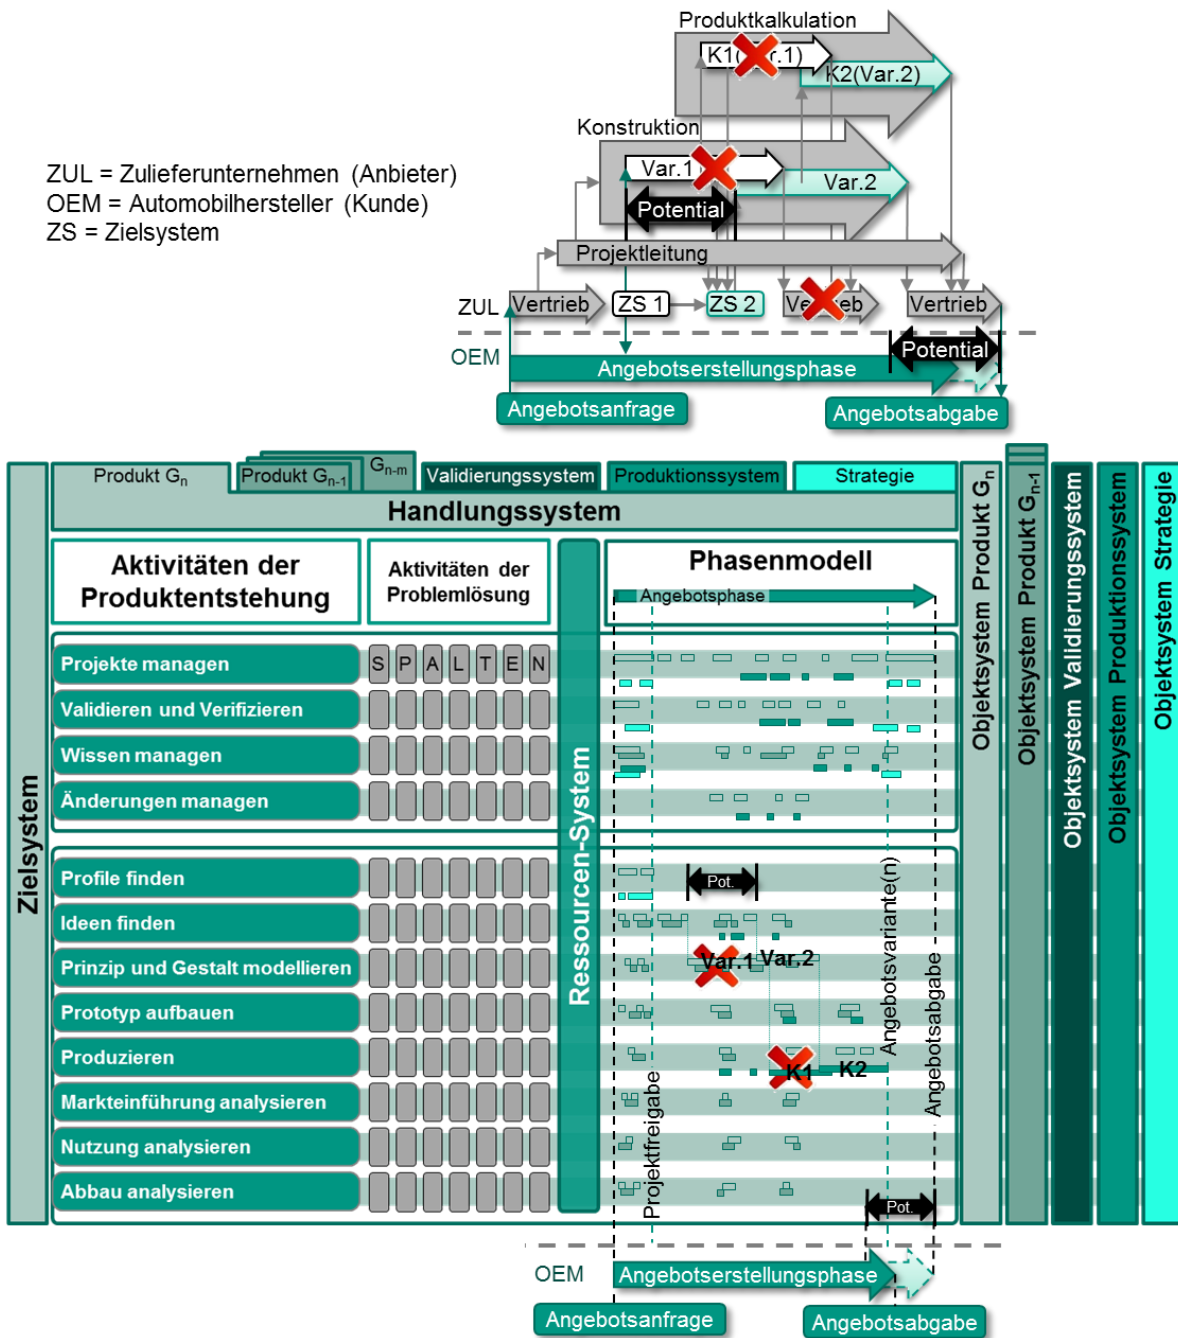 Produktkalkulation
K1(Var.1)
K2(Var.2)
Konstruktion
Var.1
Var.2
Potential
ZUL = Zulieferunternehmen (Anbieter)
OEM = Automobilhersteller (Kunde)
ZS = Zielsystem
Projektleitung
ZUL
Vertrieb
ZS 1
ZS 2
Vertrieb
Vertrieb
OEM
Potential
Angebotserstellungsphase
Angebotsanfrage
Angebotsabgabe
Produkt Gn
Produkt Gn-1
Gn-m
Validierungssystem
Produktionssystem
Strategie
Handlungssystem
Zielsystem
Aktivitäten der
Produktentstehung
Aktivitäten der
Problemlösung
Ressourcen-System
Phasenmodell
Angebotsphase
Projekte managen
S P A L T E N
Validieren und Verifizieren
Wissen managen
Änderungen managen
Profile finden
Pot.
Ideen finden
Prinzip und Gestalt modellieren
Var.1
Var.2
Prototyp aufbauen
Produzieren
K1
K2
Markteinführung analysieren
Nutzung analysieren
Abbau analysieren
Pot.
Projektfreigabe
Angebotsvariante(n)
Angebotsabgabe
Objektsystem Produkt Gn
Objektsystem Produkt Gn-1
Objektsystem Validierungssystem
Objektsystem Produktionssystem
Objektsystem Strategie
OEM
Angebotserstellungsphase
Angebotsanfrage
Angebotsabgabe